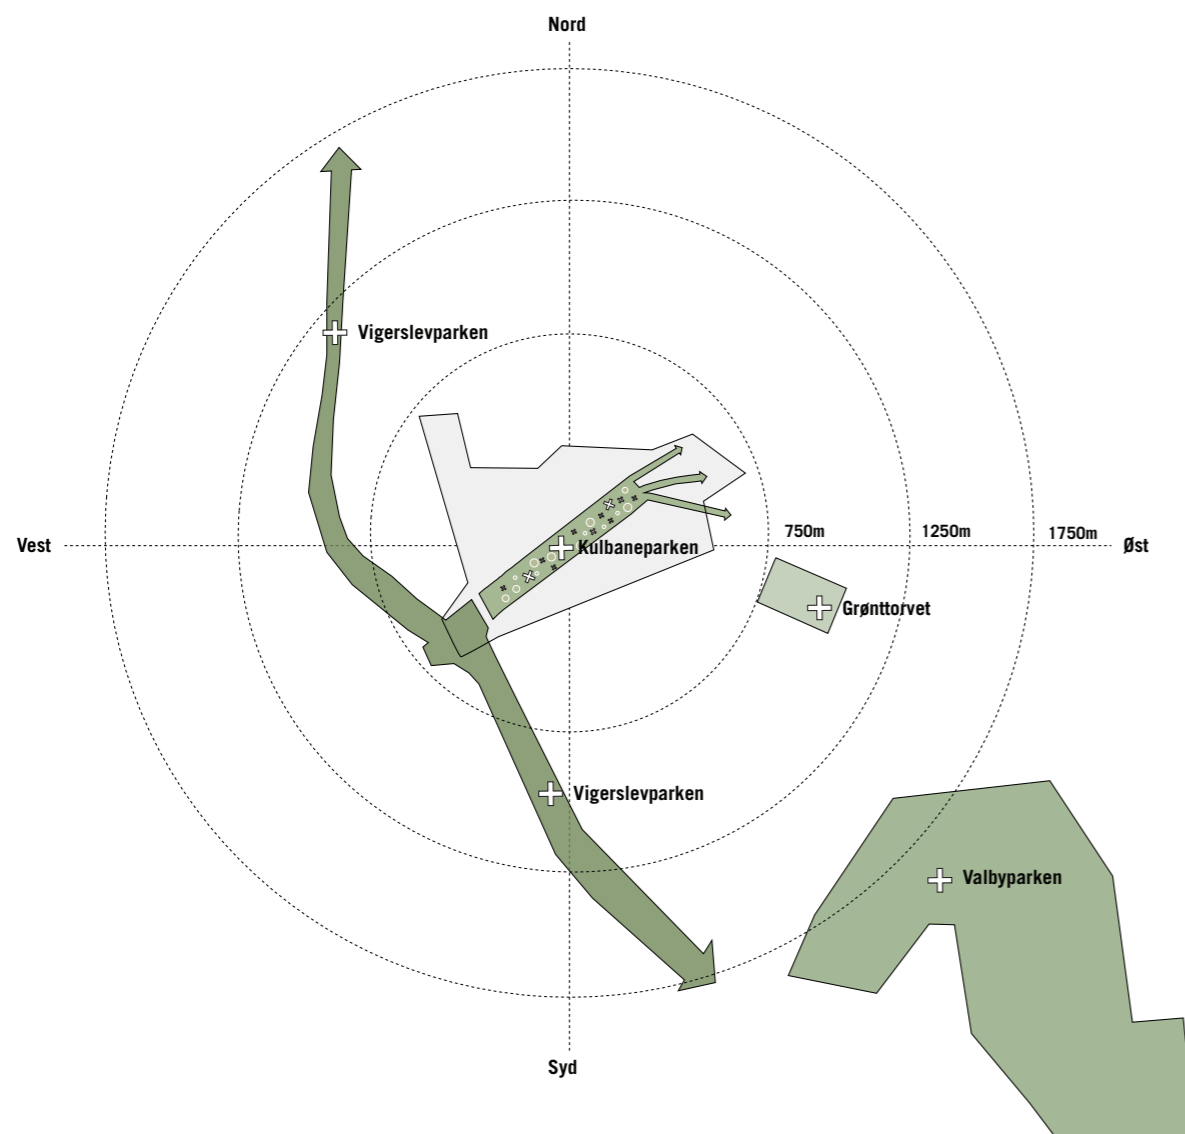 Nord
Vigerslevparken
750m
1250m
1750m
Vest
Kulbaneparken
Øst
Grønttorvet
Vigerslevparken
Valbyparken
Syd